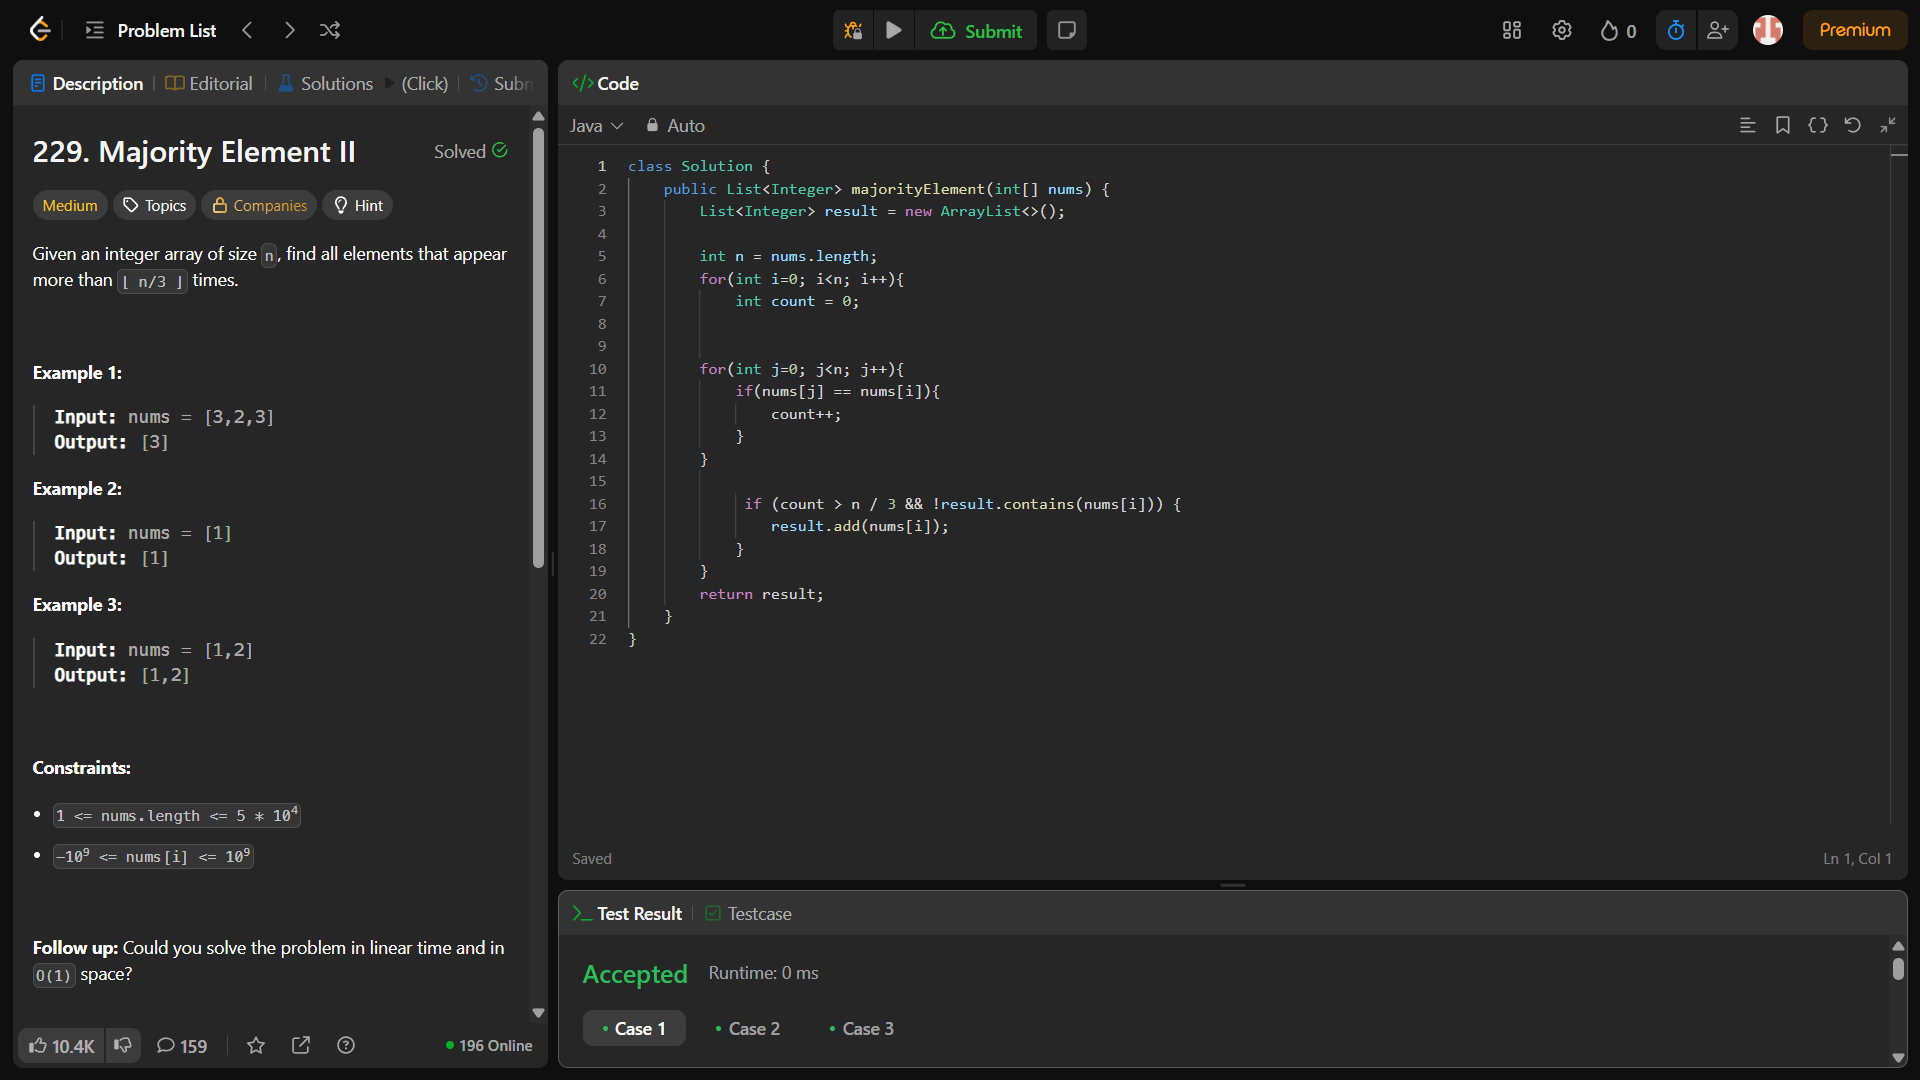 Problem List
Submit
0
Premium
Description
Editorial
Solutions
(Click)
Subn
229. Majority Element II
Solved
Medium
Topics
Companies
Hint
Given an integer array of size n, find all elements that appear
more than ⌊ n/3 ⌋ times.
Example 1:
Input: nums = [3,2,3]
Output: [3]
Example 2:
Input: nums = [1]
Output: [1]
Example 3:
Input: nums = [1,2]
Output: [1,2]
Constraints:
• 1 <= nums.length <= 5 * 10⁴
• -10⁹ <= nums[i] <= 10⁹
Follow up: Could you solve the problem in linear time and in
O(1) space?
10.4K
159
196 Online
</> Code
Java
Auto
1 class Solution {
2     public List<Integer> majorityElement(int[] nums) {
3         List<Integer> result = new ArrayList<>();
4
5         int n = nums.length;
6         for(int i=0; i<n; i++){
7             int count = 0;
8
9
10         for(int j=0; j<n; j++){
11             if(nums[j] == nums[i]){
12                 count++;
13             }
14         }
15
16              if (count > n / 3 && !result.contains(nums[i])) {
17                 result.add(nums[i]);
18             }
19         }
20         return result;
21     }
22 }
Saved
Ln 1, Col 1
Test Result
Testcase
Accepted
Runtime: 0 ms
• Case 1
• Case 2
• Case 3